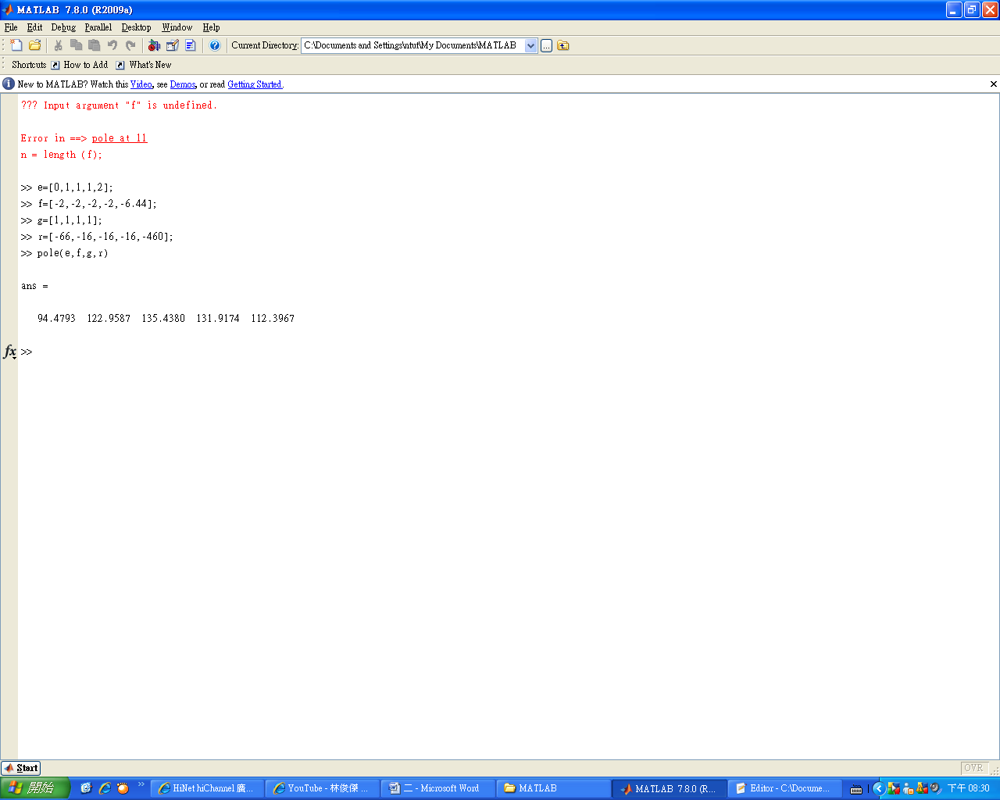 MATLAB 7.8.0 (R2009a)
File Edit Debug Parallel Desktop Window Help
Current Directory: C:\Documents and Settings\ntut\My Documents\MATLAB ...
Shortcuts How to Add What's New
New to MATLAB? Watch this Video, see Demos, or read Getting Started.
??? Input argument "f" is undefined.
Error in ==> pole at 11
n = length (f);
>> e=[0,1,1,1,2];
>> f=[-2,-2,-2,-2,-6.44];
>> g=[1,1,1,1];
>> r=[-66,-16,-16,-16,-460];
>> pole(e,f,g,r)
ans =
94.4793 122.9587 135.4380 131.9174 112.3967
fx >>
Start OVR
開始 HiNet hiChannel 廣... YouTube - 林俊傑 ... 二 - Microsoft Word MATLAB MATLAB 7.8.0 (R... Editor - C:\Docume... 下午 08:30